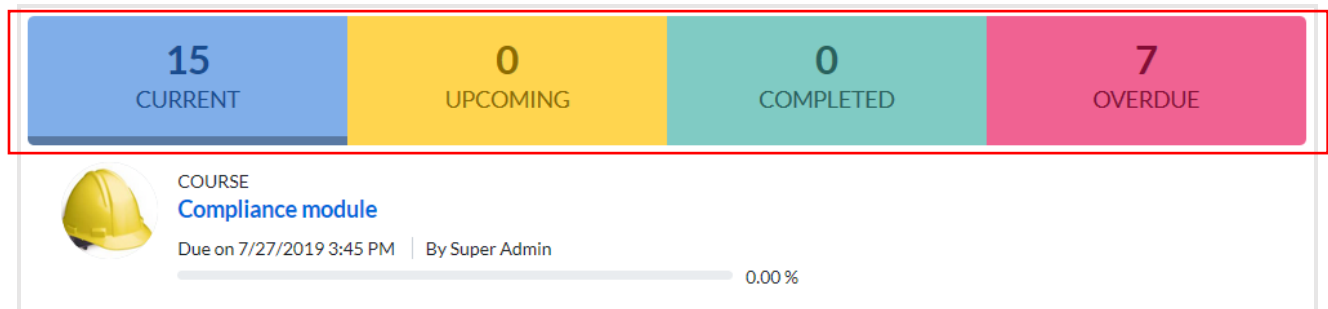 15 0 0 7
CURRENT UPCOMING COMPLETED OVERDUE
COURSE
Compliance module
Due on 7/27/2019 3:45 PM By Super Admin
0.00 %